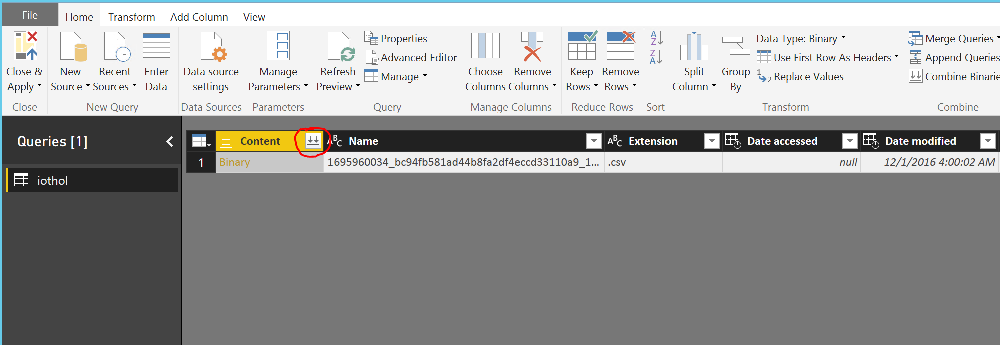 File Home Transform Add Column View
Properties Data Type: Binary Merge Queries
Advanced Editor Use First Row As Headers Append Queries
Close & New Recent Enter Data source Manage Refresh Choose Remove Keep Remove Split Group
Manage 1 2 Replace Values Combine Binarie
Apply Source Sources Data settings Parameters Preview Columns Columns Rows Rows Column By
Close New Query Data Sources Parameters Query Manage Columns Reduce Rows Sort Transform Combine
Queries [1]
Content ABC Name ABC Extension Date accessed Date modified
1 Binary 1695960034_bc94fb581ad44b8fa2df4eccd33110a9_1... .csv null 12/1/2016 4:00:02 AM
iothol